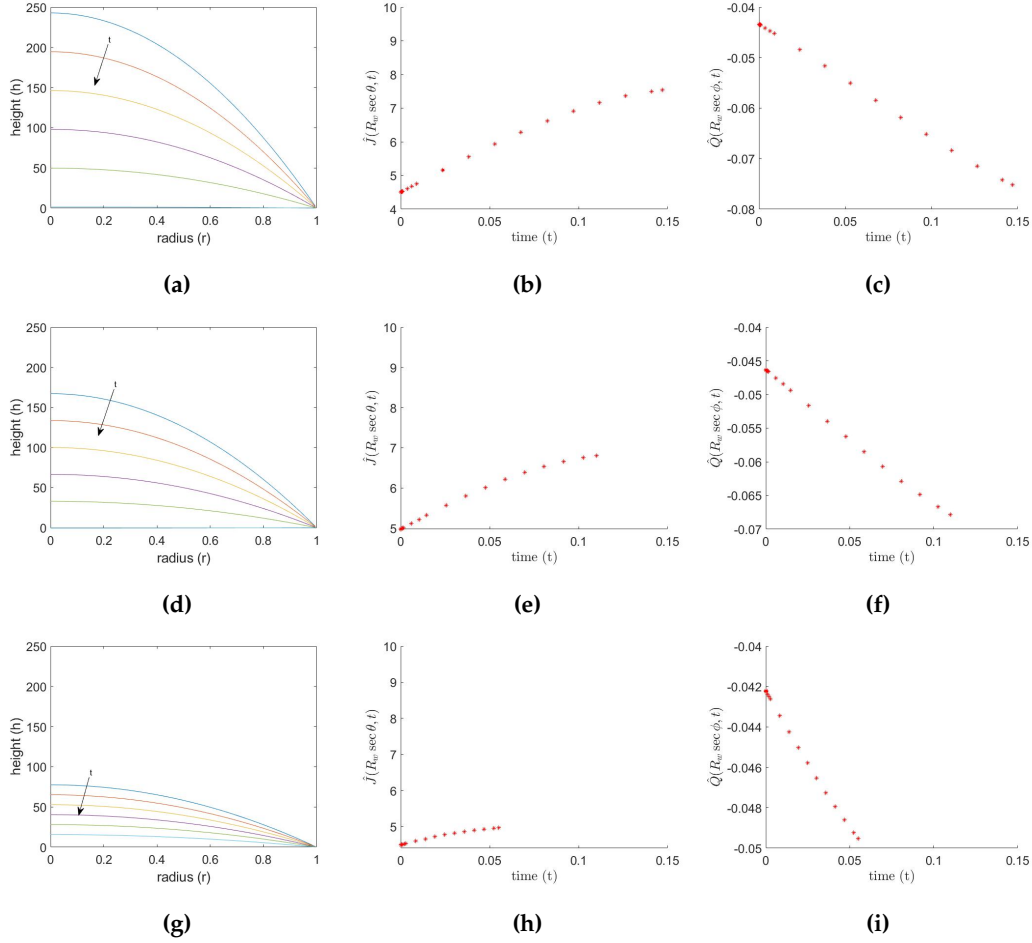 250
200
150
100
50
0
height (h)
t
0 0.2 0.4 0.6 0.8 1
radius (r)
(a)
10
9
8
7
6
5
4
Ĵ(R_w sec θ, t)
0 0.05 0.1 0.15
time (t)
(b)
-0.04
-0.05
-0.06
-0.07
-0.08
Q̂(R_w sec ϕ, t)
0 0.05 0.1 0.15
time (t)
(c)
250
200
150
100
50
0
height (h)
t
0 0.2 0.4 0.6 0.8 1
radius (r)
(d)
10
9
8
7
6
5
Ĵ(R_w sec θ, t)
0 0.05 0.1 0.15
time (t)
(e)
-0.04
-0.045
-0.05
-0.055
-0.06
-0.065
-0.07
Q̂(R_w sec ϕ, t)
0 0.05 0.1 0.15
time (t)
(f)
250
200
150
100
50
0
height (h)
t
0 0.2 0.4 0.6 0.8 1
radius (r)
(g)
10
9
8
7
6
5
Ĵ(R_w sec θ, t)
0 0.05 0.1 0.15
time (t)
(h)
-0.04
-0.042
-0.044
-0.046
-0.048
-0.05
Q̂(R_w sec ϕ, t)
0 0.05 0.1 0.15
time (t)
(i)